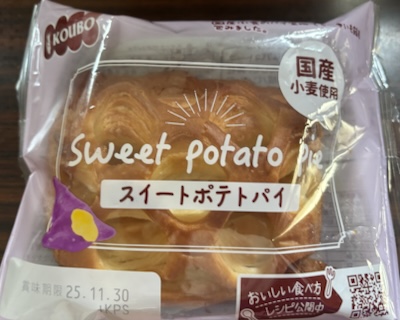 KOUBO
国産
小麦使用
Sweet potato pie
スイートポテトパイ
賞味期限 25.11.30
+KPS
おいしい食べ方
レシピ公開中